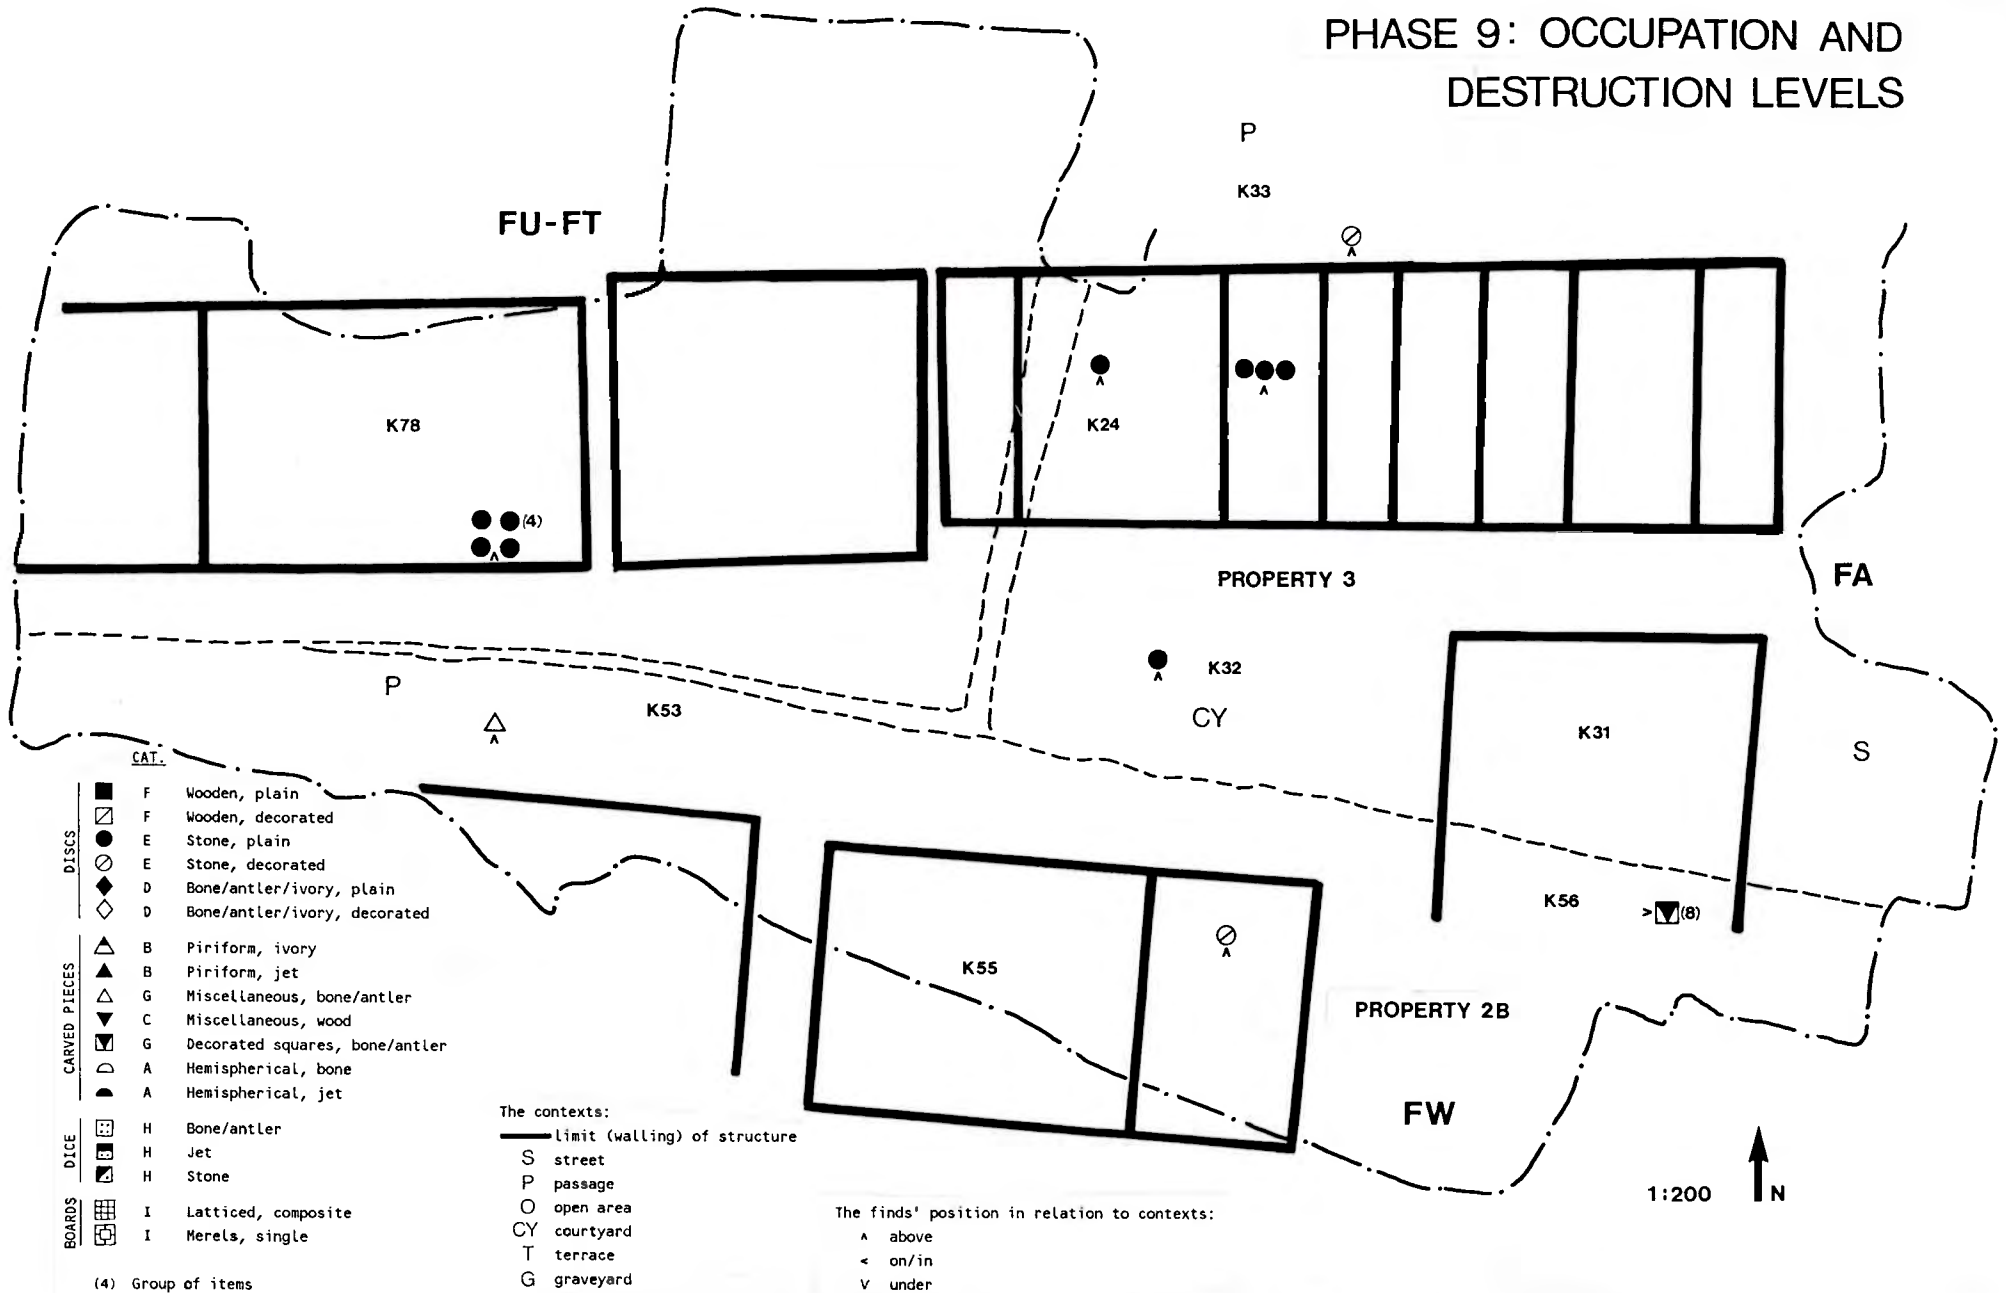 PHASE 9: OCCUPATION AND
DESTRUCTION LEVELS
P
K33
FU-FT
K78
(4)
K24
PROPERTY 3
FA
K32
CY
K31
S
P
K53
K56
> (8)
K55
PROPERTY 2B
FW
1:200
N
CAT.
DISCS
F Wooden, plain
F Wooden, decorated
E Stone, plain
E Stone, decorated
D Bone/antler/ivory, plain
D Bone/antler/ivory, decorated
CARVED PIECES
B Piriform, ivory
B Piriform, jet
G Miscellaneous, bone/antler
C Miscellaneous, wood
G Decorated squares, bone/antler
A Hemispherical, bone
A Hemispherical, jet
DICE
H Bone/antler
H Jet
H Stone
BOARDS
I Latticed, composite
I Merels, single
(4) Group of items
The contexts:
limit (walling) of structure
S street
P passage
O open area
CY courtyard
T terrace
G graveyard
The finds' position in relation to contexts:
^ above
< on/in
V under